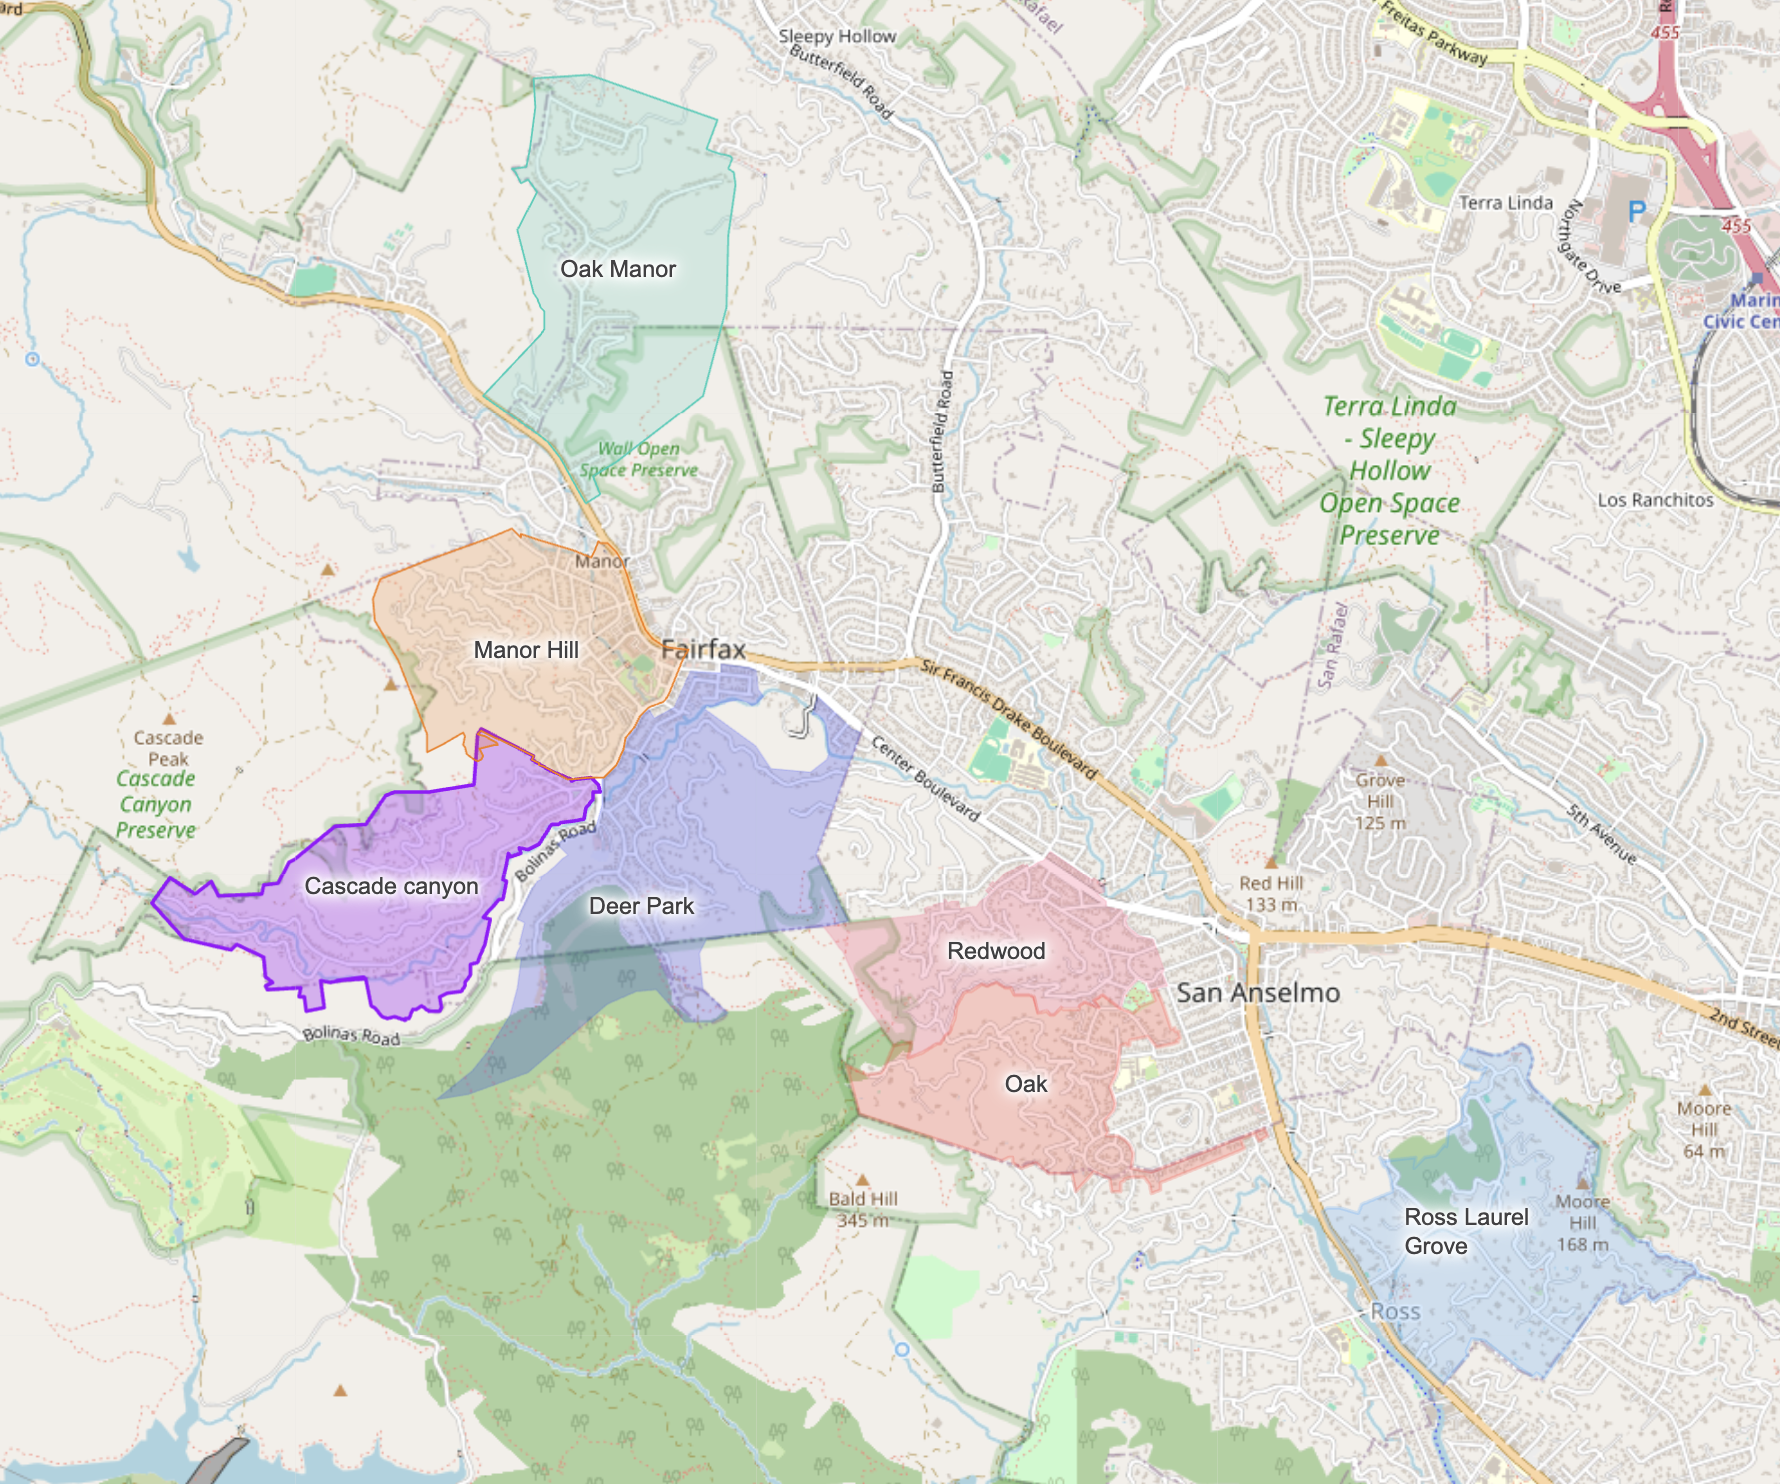 ard
Sleepy Hollow
Butterfield Road
Rafael
Freitas Parkway
455
Terra Linda
Northgate Drive
P
455
Marin
Civic Cen
Oak Manor
Butterfield Road
Wall Open
Space Preserve
Terra Linda
- Sleepy
Hollow
Open Space
Preserve
Los Ranchitos
Manor
Manor Hill
Fairfax
San Rafael
Sir Francis Drake Boulevard
Cascade
Peak
Cascade
Canyon
Preserve
Center Boulevard
Grove
Hill
125 m
5th Avenue
Bolinas Road
Cascade canyon
Deer Park
Red Hill
133 m
Redwood
San Anselmo
2nd Street
Bolinas Road
Oak
Moore
Hill
64 m
Bald Hill
345 m
Moore
Hill
168 m
Ross Laurel
Grove
Ross